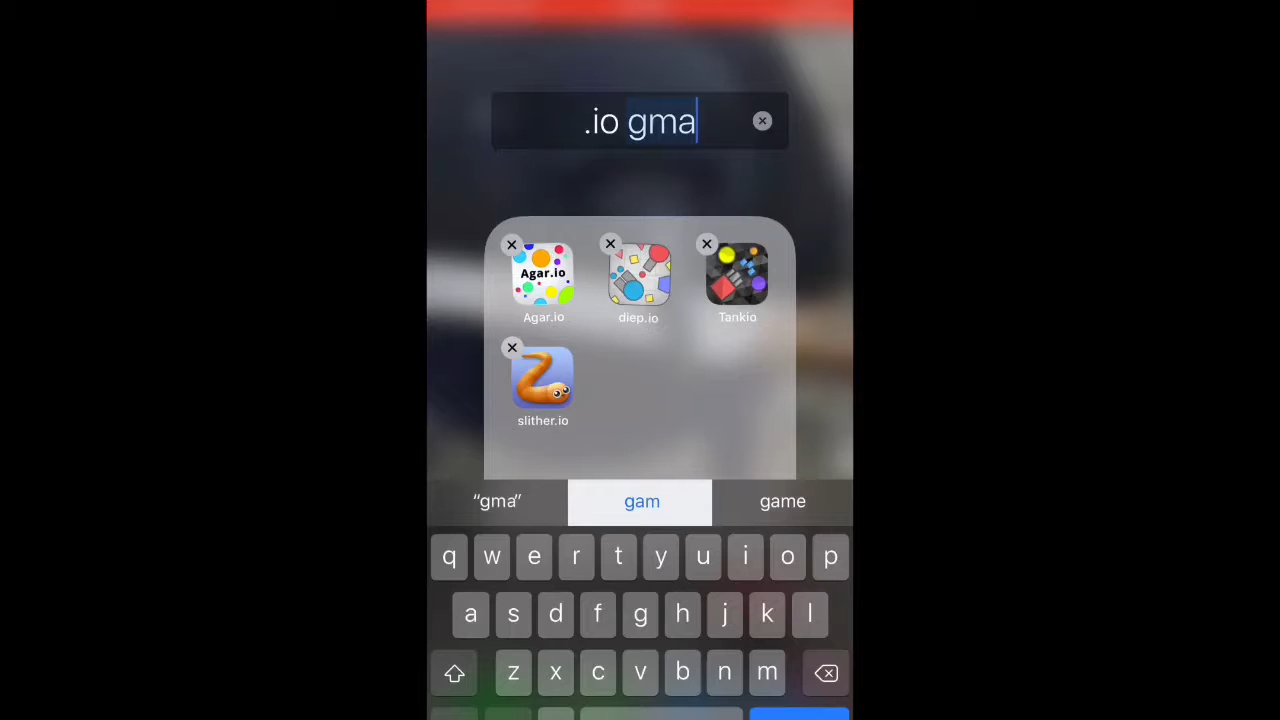 .io gma
Agar.io
Agar.io diep.io Tankio
slither.io
“gma” gam game
q w e r t y u i o p
a s d f g h j k l
z x c v b n m